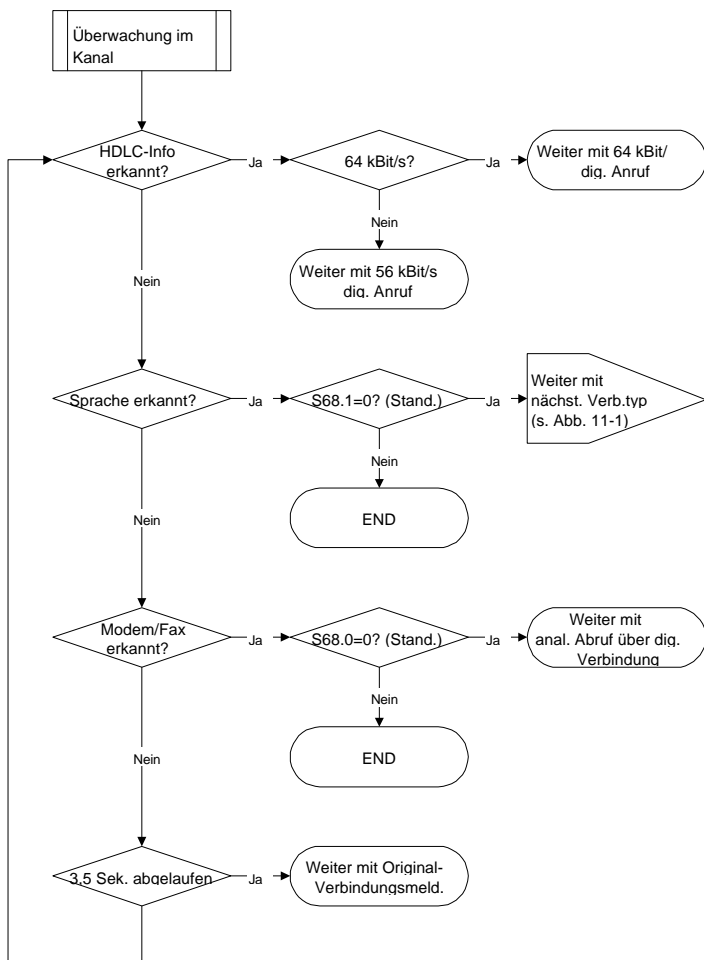 Überwachung im
Kanal
HDLC-Info
erkannt?
Ja
64 kBit/s?
Ja
Weiter mit 64 kBit/
dig. Anruf
Nein
Nein
Weiter mit 56 kBit/s
dig. Anruf
Sprache erkannt?
Ja
S68.1=0? (Stand.)
Ja
Weiter mit
nächst. Verb.typ
(s. Abb. 11-1)
Nein
Nein
END
Modem/Fax
erkannt?
Ja
S68.0=0? (Stand.)
Ja
Weiter mit
anal. Abruf über dig.
Verbindung
Nein
Nein
END
3,5 Sek. abgelaufen
Ja
Weiter mit Original-
Verbindungsmeld.